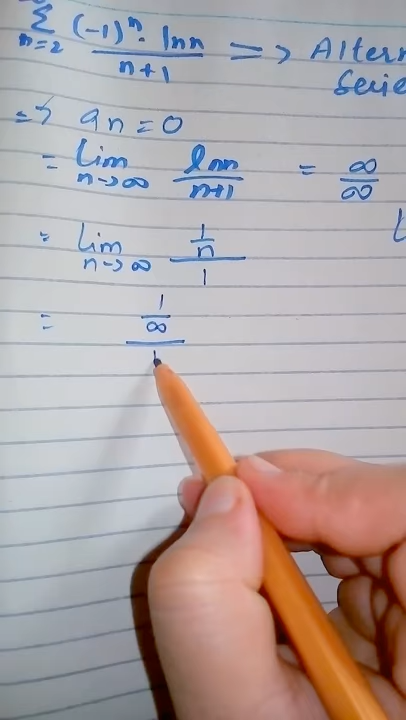 ∑ n=2 (-1)^n · lnn / n+1 => Altern
Serie
=> an = 0
= Lim n→∞ lnn / n+1 = ∞/∞
= Lim n→∞ 1/n / 1
= 1/∞ / 1